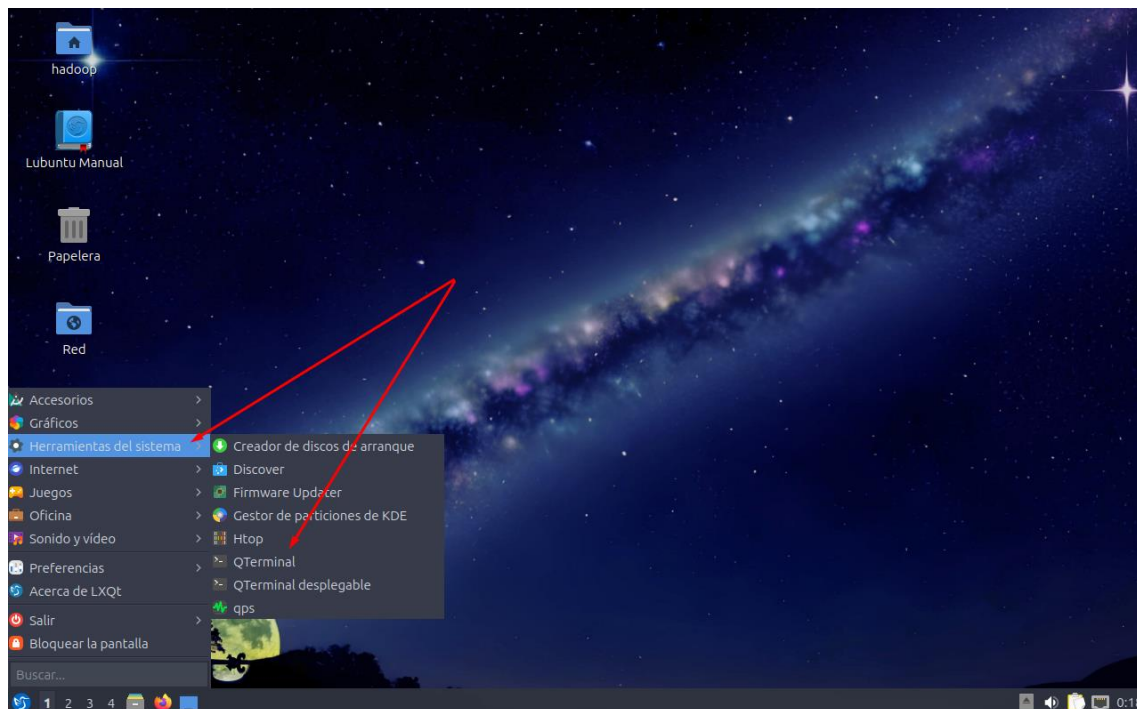 hadoop
Lubuntu Manual
Papelera
Red
Accesorios
Gráficos
Herramientas del sistema
Internet
Juegos
Oficina
Sonido y vídeo
Preferencias
Acerca de LXQt
Salir
Bloquear la pantalla
Buscar...
Creador de discos de arranque
Discover
Firmware Updater
Gestor de particiones de KDE
Htop
QTerminal
QTerminal desplegable
qps
1 2 3 4